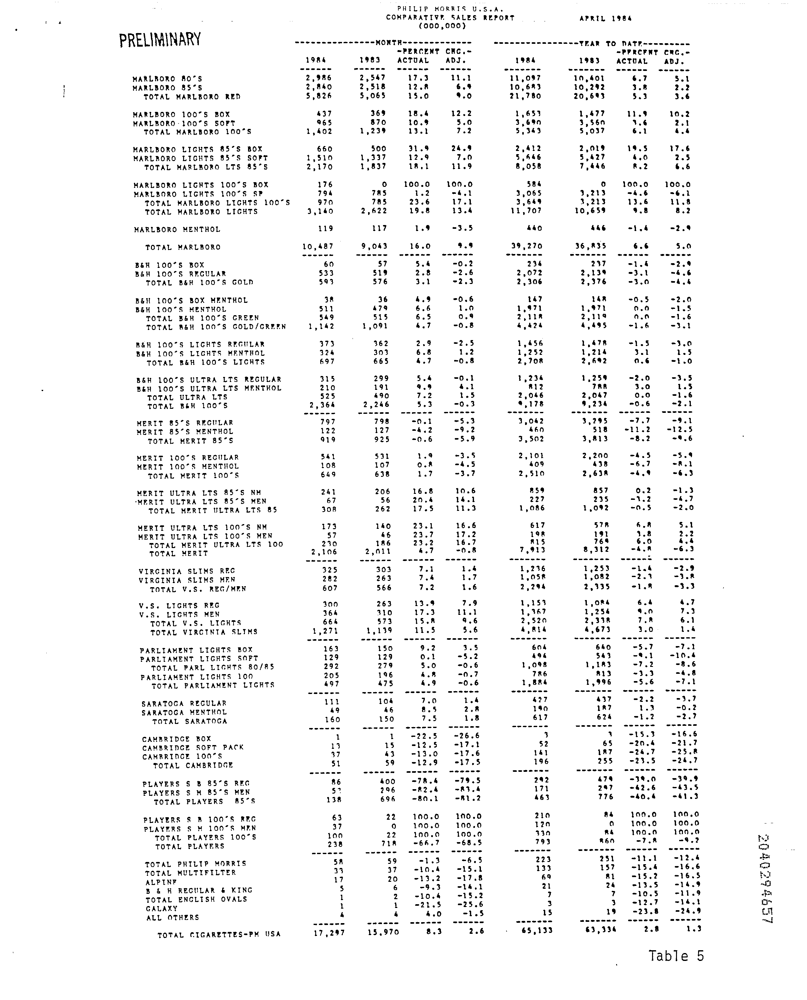 PHILIP MORRIS U.S.A.
COMPARATIVE SALES REPORT APRIL 1984
(000,000)
PRELIMINARY
---------------MONTH--------------- ---------------YEAR TO DATE---------
-PERCENT CHG.- -PERCENT CHG.-
1984 1983 ACTUAL ADJ. 1984 1983 ACTUAL ADJ.
MARLBORO 80'S 2,986 2,547 17.3 11.1 11,097 10,401 6.7 5.1
MARLBORO 85'S 2,840 2,518 12.8 6.9 10,683 10,292 3.8 2.2
TOTAL MARLBORO RED 5,826 5,065 15.0 9.0 21,780 20,693 5.3 3.6
MARLBORO 100'S BOX 437 369 18.4 12.2 1,653 1,477 11.9 10.2
MARLBORO 100'S SOFT 965 870 10.9 5.0 3,690 3,560 3.6 2.1
TOTAL MARLBORO 100'S 1,402 1,239 13.1 7.2 5,343 5,037 6.1 4.4
MARLBORO LIGHTS 85'S BOX 660 500 31.9 24.9 2,412 2,019 19.5 17.6
MARLBORO LIGHTS 85'S SOFT 1,510 1,337 12.9 7.0 5,646 5,427 4.0 2.5
TOTAL MARLBORO LTS 85'S 2,170 1,837 18.1 11.9 8,058 7,446 8.2 6.6
MARLBORO LIGHTS 100'S BOX 176 0 100.0 100.0 584 0 100.0 100.0
MARLBORO LIGHTS 100'S SP 794 785 1.2 -4.1 3,065 3,213 -4.6 -6.1
TOTAL MARLBORO LIGHTS 100'S 970 785 23.6 17.1 3,649 3,213 13.6 11.8
TOTAL MARLBORO LIGHTS 3,140 2,622 19.8 13.4 11,707 10,659 9.8 8.2
MARLBORO MENTHOL 119 117 1.9 -3.5 440 446 -1.4 -2.9
TOTAL MARLBORO 10,487 9,043 16.0 9.9 39,270 36,835 6.6 5.0
B&H 100'S BOX 60 57 5.4 -0.2 234 237 -1.4 -2.9
B&H 100'S REGULAR 533 519 2.8 -2.6 2,072 2,139 -3.1 -4.6
TOTAL B&H 100'S GOLD 593 576 3.1 -2.3 2,306 2,376 -3.0 -4.4
B&H 100'S BOX MENTHOL 38 36 4.9 -0.6 147 148 -0.5 -2.0
B&H 100'S MENTHOL 511 479 6.6 1.0 1,971 1,971 0.0 -1.5
TOTAL B&H 100'S GREEN 549 515 6.5 0.9 2,118 2,119 0.0 -1.6
TOTAL B&H 100'S GOLD/GREEN 1,142 1,091 4.7 -0.8 4,424 4,495 -1.6 -3.1
B&H 100'S LIGHTS REGULAR 373 362 2.9 -2.5 1,456 1,478 -1.5 -3.0
B&H 100'S LIGHTS MENTHOL 324 303 6.8 1.2 1,252 1,214 3.1 1.5
TOTAL B&H 100'S LIGHTS 697 665 4.7 -0.8 2,708 2,692 0.6 -1.0
B&H 100'S ULTRA LTS REGULAR 315 299 5.4 -0.1 1,234 1,259 -2.0 -3.5
B&H 100'S ULTRA LTS MENTHOL 210 191 9.9 4.1 812 788 3.0 1.5
TOTAL ULTRA LTS 525 490 7.2 1.5 2,046 2,047 0.0 -1.6
TOTAL B&H 100'S 2,364 2,246 5.3 -0.3 9,178 9,234 -0.6 -2.1
MERIT 85'S REGULAR 797 798 -0.1 -5.3 3,042 3,295 -7.7 -9.1
MERIT 85'S MENTHOL 122 127 -4.2 -9.2 460 518 -11.2 -12.5
TOTAL MERIT 85'S 919 925 -0.6 -5.9 3,502 3,813 -8.2 -9.6
MERIT 100'S REGULAR 541 531 1.9 -3.5 2,101 2,200 -4.5 -5.9
MERIT 100'S MENTHOL 108 107 0.8 -4.5 409 438 -6.7 -8.1
TOTAL MERIT 100'S 649 638 1.7 -3.7 2,510 2,638 -4.9 -6.3
MERIT ULTRA LTS 85'S NM 241 206 16.8 10.6 859 857 0.2 -1.3
MERIT ULTRA LTS 85'S MEN 67 56 20.4 14.1 227 235 -3.2 -4.7
TOTAL MERIT ULTRA LTS 85 308 262 17.5 11.3 1,086 1,092 -0.5 -2.0
MERIT ULTRA LTS 100'S NM 173 140 23.1 16.6 617 578 6.8 5.1
MERIT ULTRA LTS 100'S MEN 57 46 23.7 17.2 198 191 3.8 2.2
TOTAL MERIT ULTRA LTS 100 230 186 23.2 16.7 815 769 6.0 4.4
TOTAL MERIT 2,106 2,011 4.7 -0.8 7,913 8,312 -4.8 -6.3
VIRGINIA SLIMS REG 325 303 7.1 1.4 1,236 1,253 -1.4 -2.9
VIRGINIA SLIMS MEN 282 263 7.4 1.7 1,058 1,082 -2.3 -3.8
TOTAL V.S. REG/MEN 607 566 7.2 1.6 2,294 2,335 -1.8 -3.3
V.S. LIGHTS REG 300 263 13.9 7.9 1,153 1,084 6.4 4.7
V.S. LIGHTS MEN 364 310 17.3 11.1 1,367 1,254 9.0 7.3
TOTAL V.S. LIGHTS 664 573 15.8 9.6 2,520 2,338 7.8 6.1
TOTAL VIRGINIA SLIMS 1,271 1,139 11.5 5.6 4,814 4,673 3.0 1.4
PARLIAMENT LIGHTS BOX 163 150 9.2 3.5 604 640 -5.7 -7.1
PARLIAMENT LIGHTS SOFT 129 129 0.1 -5.2 494 543 -9.1 -10.4
TOTAL PARL LIGHTS 80/85 292 279 5.0 -0.6 1,098 1,183 -7.2 -8.6
PARLIAMENT LIGHTS 100 205 196 4.8 -0.7 786 813 -3.3 -4.8
TOTAL PARLIAMENT LIGHTS 497 475 4.9 -0.6 1,884 1,996 -5.6 -7.1
SARATOGA REGULAR 111 104 7.0 1.4 427 437 -2.2 -3.7
SARATOGA MENTHOL 49 46 8.5 2.8 190 187 1.3 -0.2
TOTAL SARATOGA 160 150 7.5 1.8 617 624 -1.2 -2.7
CAMBRIDGE BOX 1 1 -22.5 -26.6 3 3 -15.3 -16.6
CAMBRIDGE SOFT PACK 13 15 -12.5 -17.1 52 65 -20.4 -21.7
CAMBRIDGE 100'S 37 43 -13.0 -17.6 141 187 -24.7 -25.8
TOTAL CAMBRIDGE 51 59 -12.9 -17.5 196 255 -23.5 -24.7
PLAYERS S B 85'S REG 86 400 -78.4 -79.5 292 479 -39.0 -39.9
PLAYERS S M 85'S MEN 52 296 -82.4 -83.4 171 297 -42.6 -43.5
TOTAL PLAYERS 85'S 138 696 -80.1 -81.2 463 776 -40.4 -41.3
PLAYERS S B 100'S REG 63 22 100.0 100.0 210 84 100.0 100.0
PLAYERS S M 100'S MEN 37 0 100.0 100.0 120 0 100.0 100.0
TOTAL PLAYERS 100'S 100 22 100.0 100.0 330 84 100.0 100.0
TOTAL PLAYERS 238 718 -66.7 -68.5 793 860 -7.8 -9.2
TOTAL PHILIP MORRIS 58 59 -1.3 -6.5 223 251 -11.1 -12.4
TOTAL MULTIFILTER 33 37 -10.4 -15.1 133 157 -15.4 -16.6
ALPINE 17 20 -13.2 -17.8 69 81 -15.2 -16.5
B & H REGULAR & KING 5 6 -9.3 -14.1 21 24 -13.5 -14.9
TOTAL ENGLISH OVALS 1 2 -10.4 -15.2 7 7 -10.5 -11.9
GALAXY 1 1 -21.5 -25.6 3 3 -12.7 -14.1
ALL OTHERS 4 4 4.0 -1.5 15 19 -23.8 -24.9
TOTAL CIGARETTES-PM USA 17,297 15,970 8.3 2.6 65,133 63,334 2.8 1.3
2040294657
Table 5